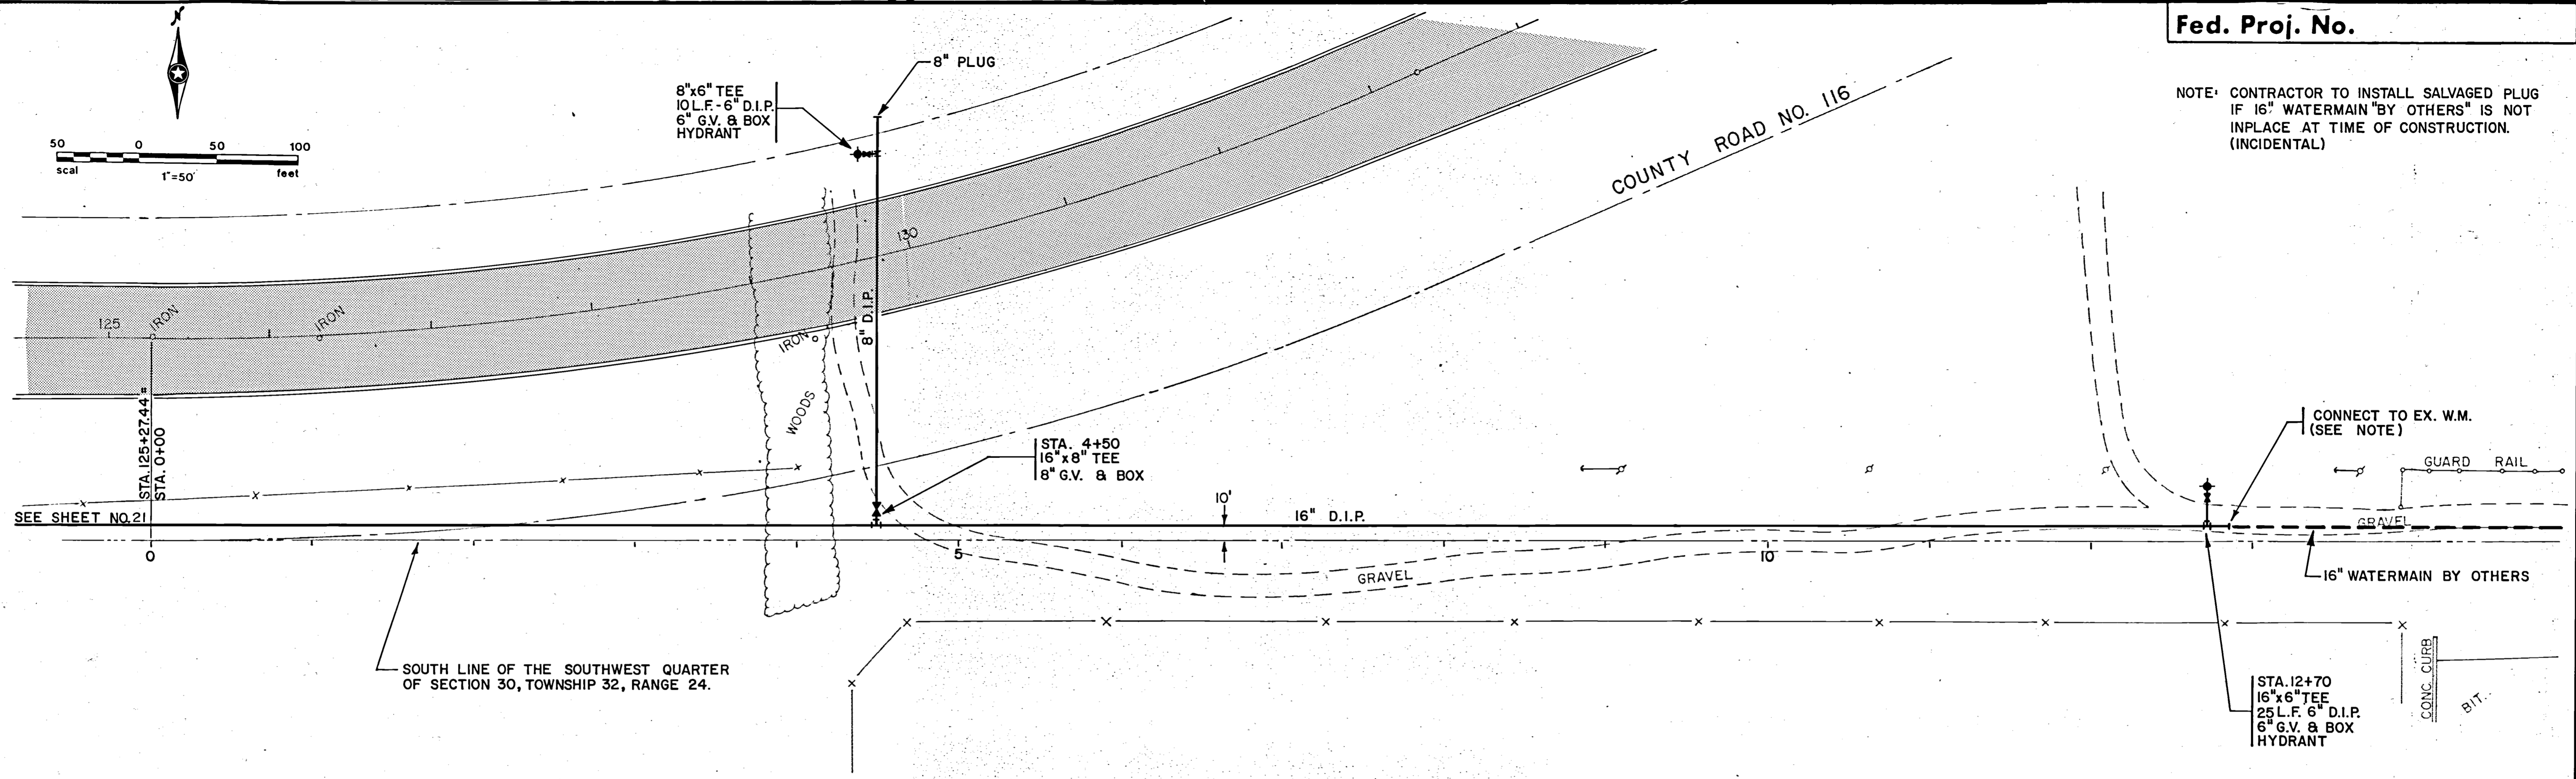 Fed. Proj. No.
N
50 0 50 100
scal 1"=50' feet
8"x6" TEE
10 L.F.-6" D.I.P.
6" G.V. & BOX
HYDRANT
8" PLUG
NOTE: CONTRACTOR TO INSTALL SALVAGED PLUG
IF 16" WATERMAIN "BY OTHERS" IS NOT
INPLACE AT TIME OF CONSTRUCTION.
(INCIDENTAL)
COUNTY ROAD NO. 116
130
125
IRON
IRON
IRON
8" D.I.P.
WOODS
STA. 125+27.44"
STA. 0+00
STA. 4+50
16"x8" TEE
8" G.V. & BOX
CONNECT TO EX. W.M.
(SEE NOTE)
GUARD RAIL
10'
SEE SHEET NO. 21
16" D.I.P.
GRAVEL
0
5
10
GRAVEL
16" WATERMAIN BY OTHERS
SOUTH LINE OF THE SOUTHWEST QUARTER
OF SECTION 30, TOWNSHIP 32, RANGE 24.
STA. 12+70
16"x6" TEE
25 L.F. 6" D.I.P.
6" G.V. & BOX
HYDRANT
CONC. CURB
BIT.